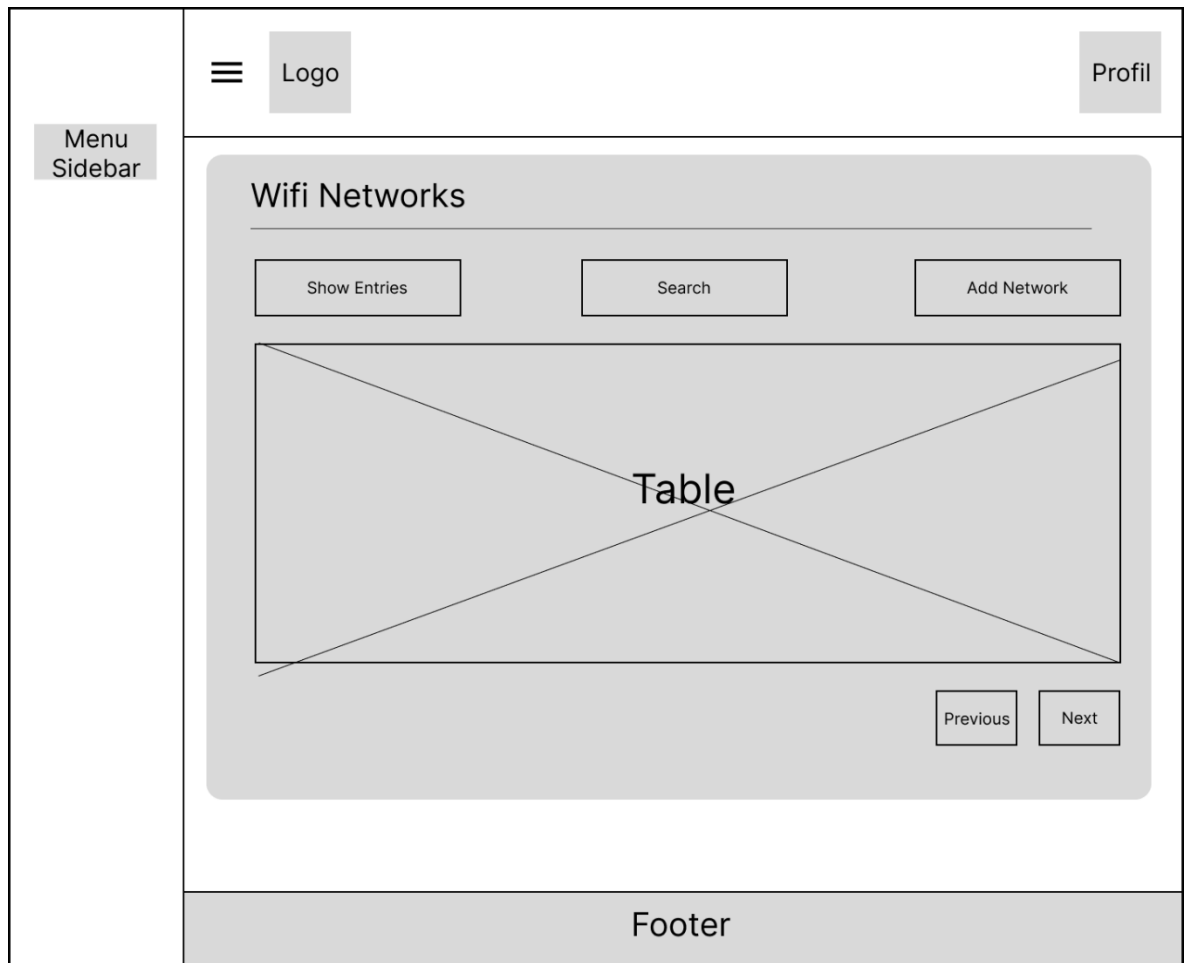 Logo
Profil
Menu
Sidebar
Wifi Networks
Show Entries
Search
Add Network
Table
Previous
Next
Footer